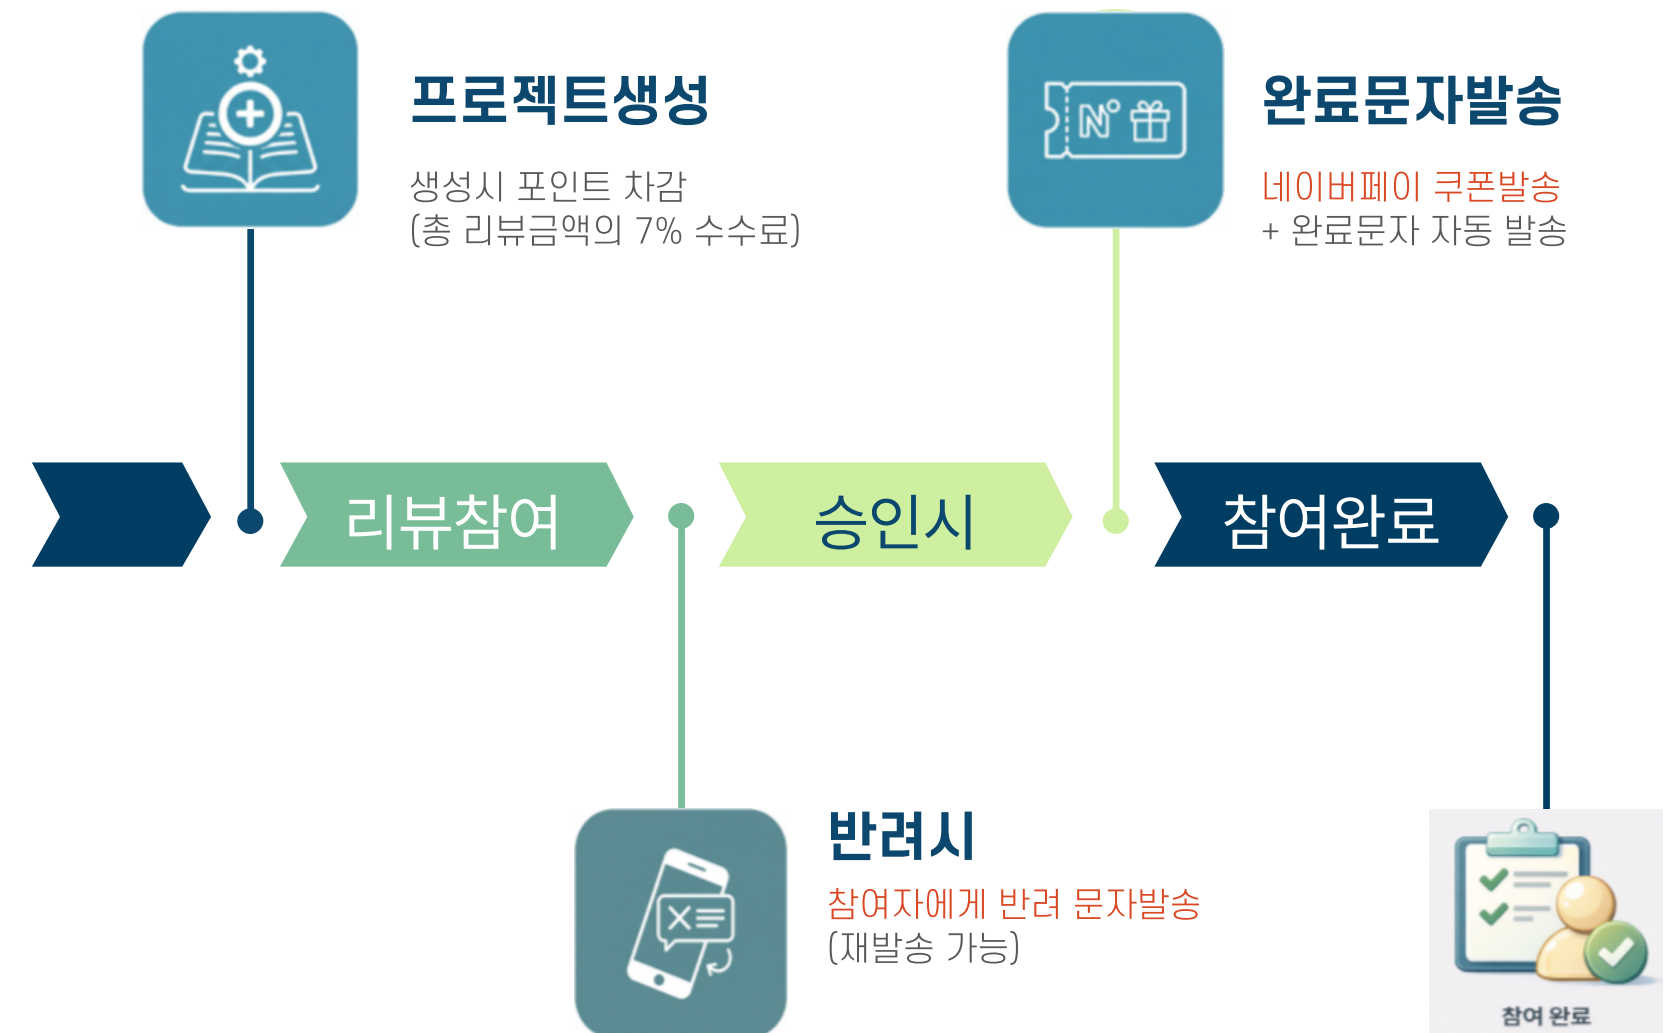 프로젝트생성
생성시 포인트 차감
(총 리뷰금액의 7% 수수료)
N°
완료문자발송
네이버페이 쿠폰발송
+ 완료문자 자동 발송
리뷰참여
승인시
참여완료
반려시
참여자에게 반려 문자발송
(재발송 가능)
참여 완료